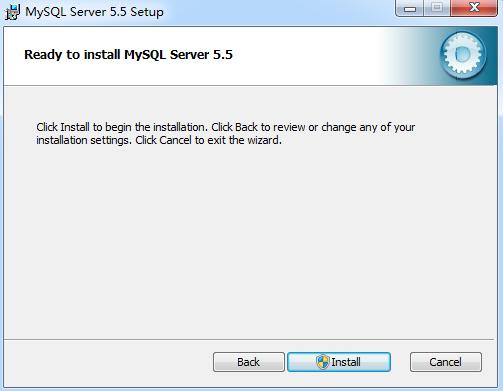 MySQL Server 5.5 Setup
Ready to install MySQL Server 5.5
Click Install to begin the installation. Click Back to review or change any of your
installation settings. Click Cancel to exit the wizard.
Back
Install
Cancel